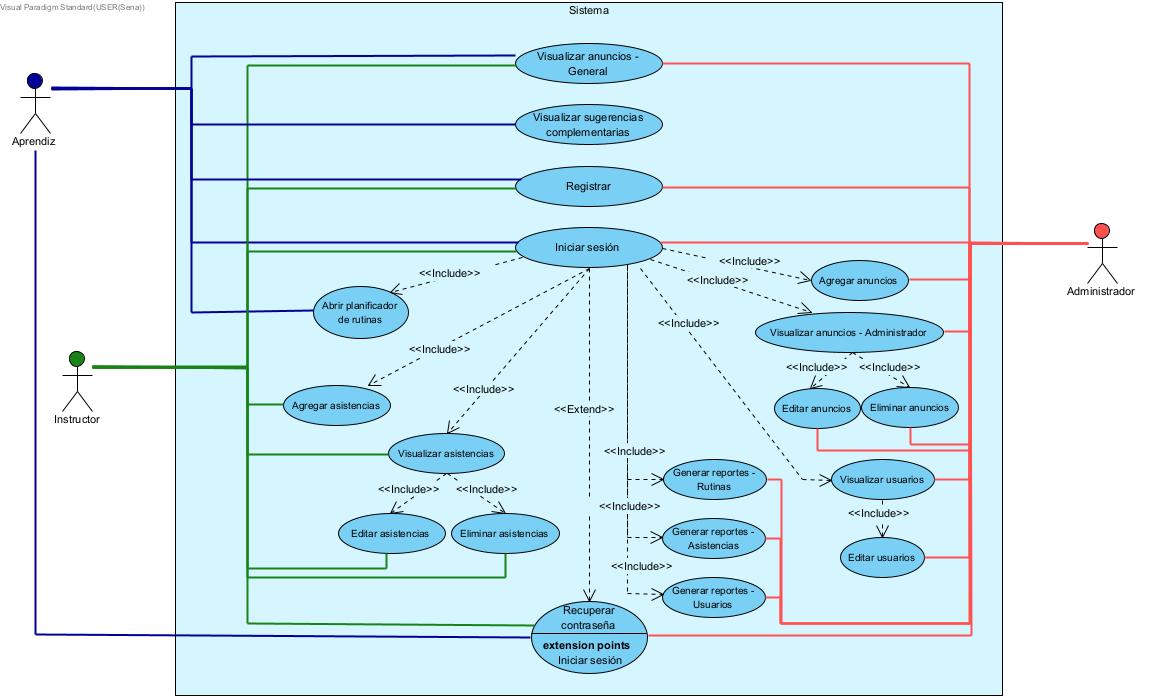 Visual Paradigm Standard(USER(Sena))
Sistema
Visualizar anuncios -
General
Aprendiz
Visualizar sugerencias
complementarias
Registrar
Iniciar sesión
<<Include>>
<<Include>>
<<Include>>
Agregar anuncios
Administrador
Abrir planificador
de rutinas
<<Include>>
Visualizar anuncios - Administrador
<<Include>>
<<Include>>
<<Include>>
Instructor
<<Include>>
Agregar asistencias
<<Extend>>
Editar anuncios
Eliminar anuncios
Visualizar asistencias
<<Include>>
<<Include>>
<<Include>>
Generar reportes -
Rutinas
Visualizar usuarios
<<Include>>
<<Include>>
Editar asistencias
Eliminar asistencias
Generar reportes -
Asistencias
Editar usuarios
<<Include>>
Generar reportes -
Usuarios
Recuperar
contraseña
extension points
Iniciar sesión